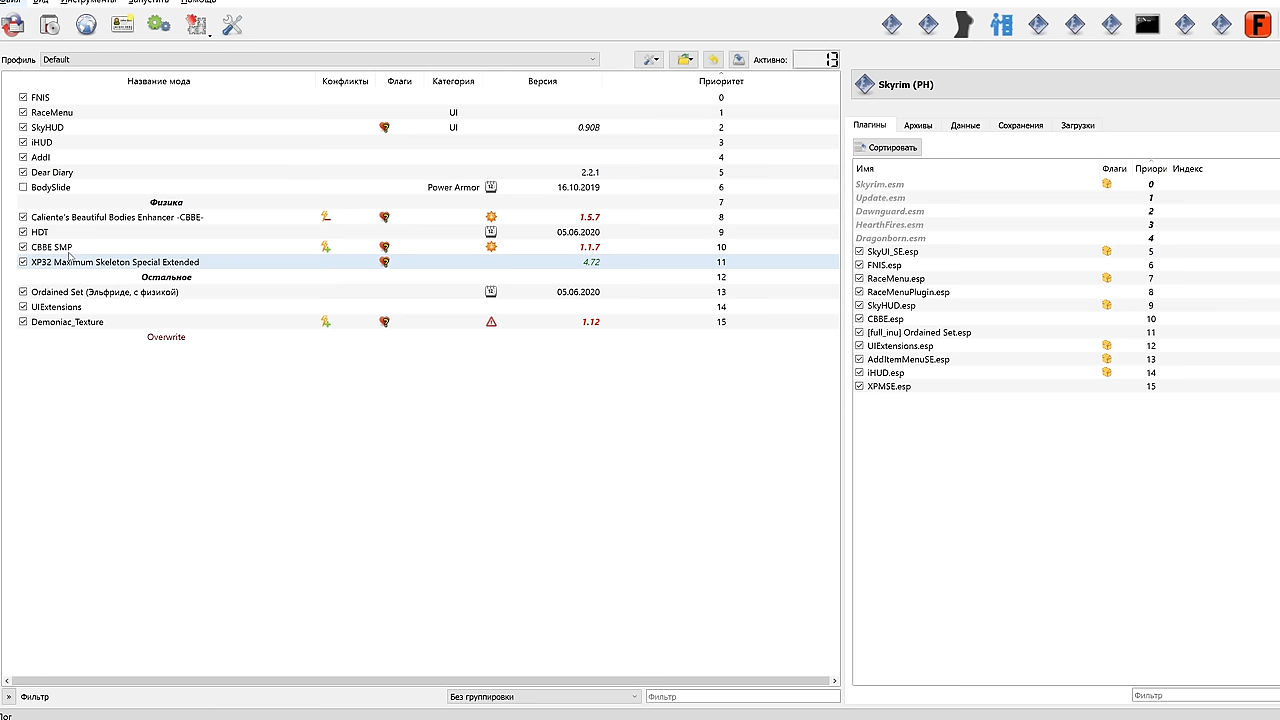 Вид Инструменты Запустить Помощь
Профиль Default Активно: 13
Название мода Конфликты Флаги Категория Версия Приоритет
FNIS 0
RaceMenu UI 1
SkyHUD UI 0.90B 2
iHUD 3
AddI 4
Dear Diary 2.2.1 5
BodySlide Power Armor 16.10.2019 6
Физика 7
Caliente's Beautiful Bodies Enhancer -CBBE- 1.5.7 8
HDT 05.06.2020 9
CBBE SMP 1.1.7 10
XP32 Maximum Skeleton Special Extended 4.72 11
Остальное 12
Ordained Set (Эльфриде, с физикой) 05.06.2020 13
UIExtensions 14
Demoniac_Texture 1.12 15
Overwrite
» Фильтр Без группировки Фильтр
Лог
F
Skyrim (PH)
Плагины Архивы Данные Сохранения Загрузки
Сортировать
Имя Флаги Приори Индекс
Skyrim.esm 0
Update.esm 1
Dawnguard.esm 2
HearthFires.esm 3
Dragonborn.esm 4
SkyUI_SE.esp 5
FNIS.esp 6
RaceMenu.esp 7
RaceMenuPlugin.esp 8
SkyHUD.esp 9
CBBE.esp 10
[full_inu] Ordained Set.esp 11
UIExtensions.esp 12
AddItemMenuSE.esp 13
iHUD.esp 14
XPMSE.esp 15
Фильтр